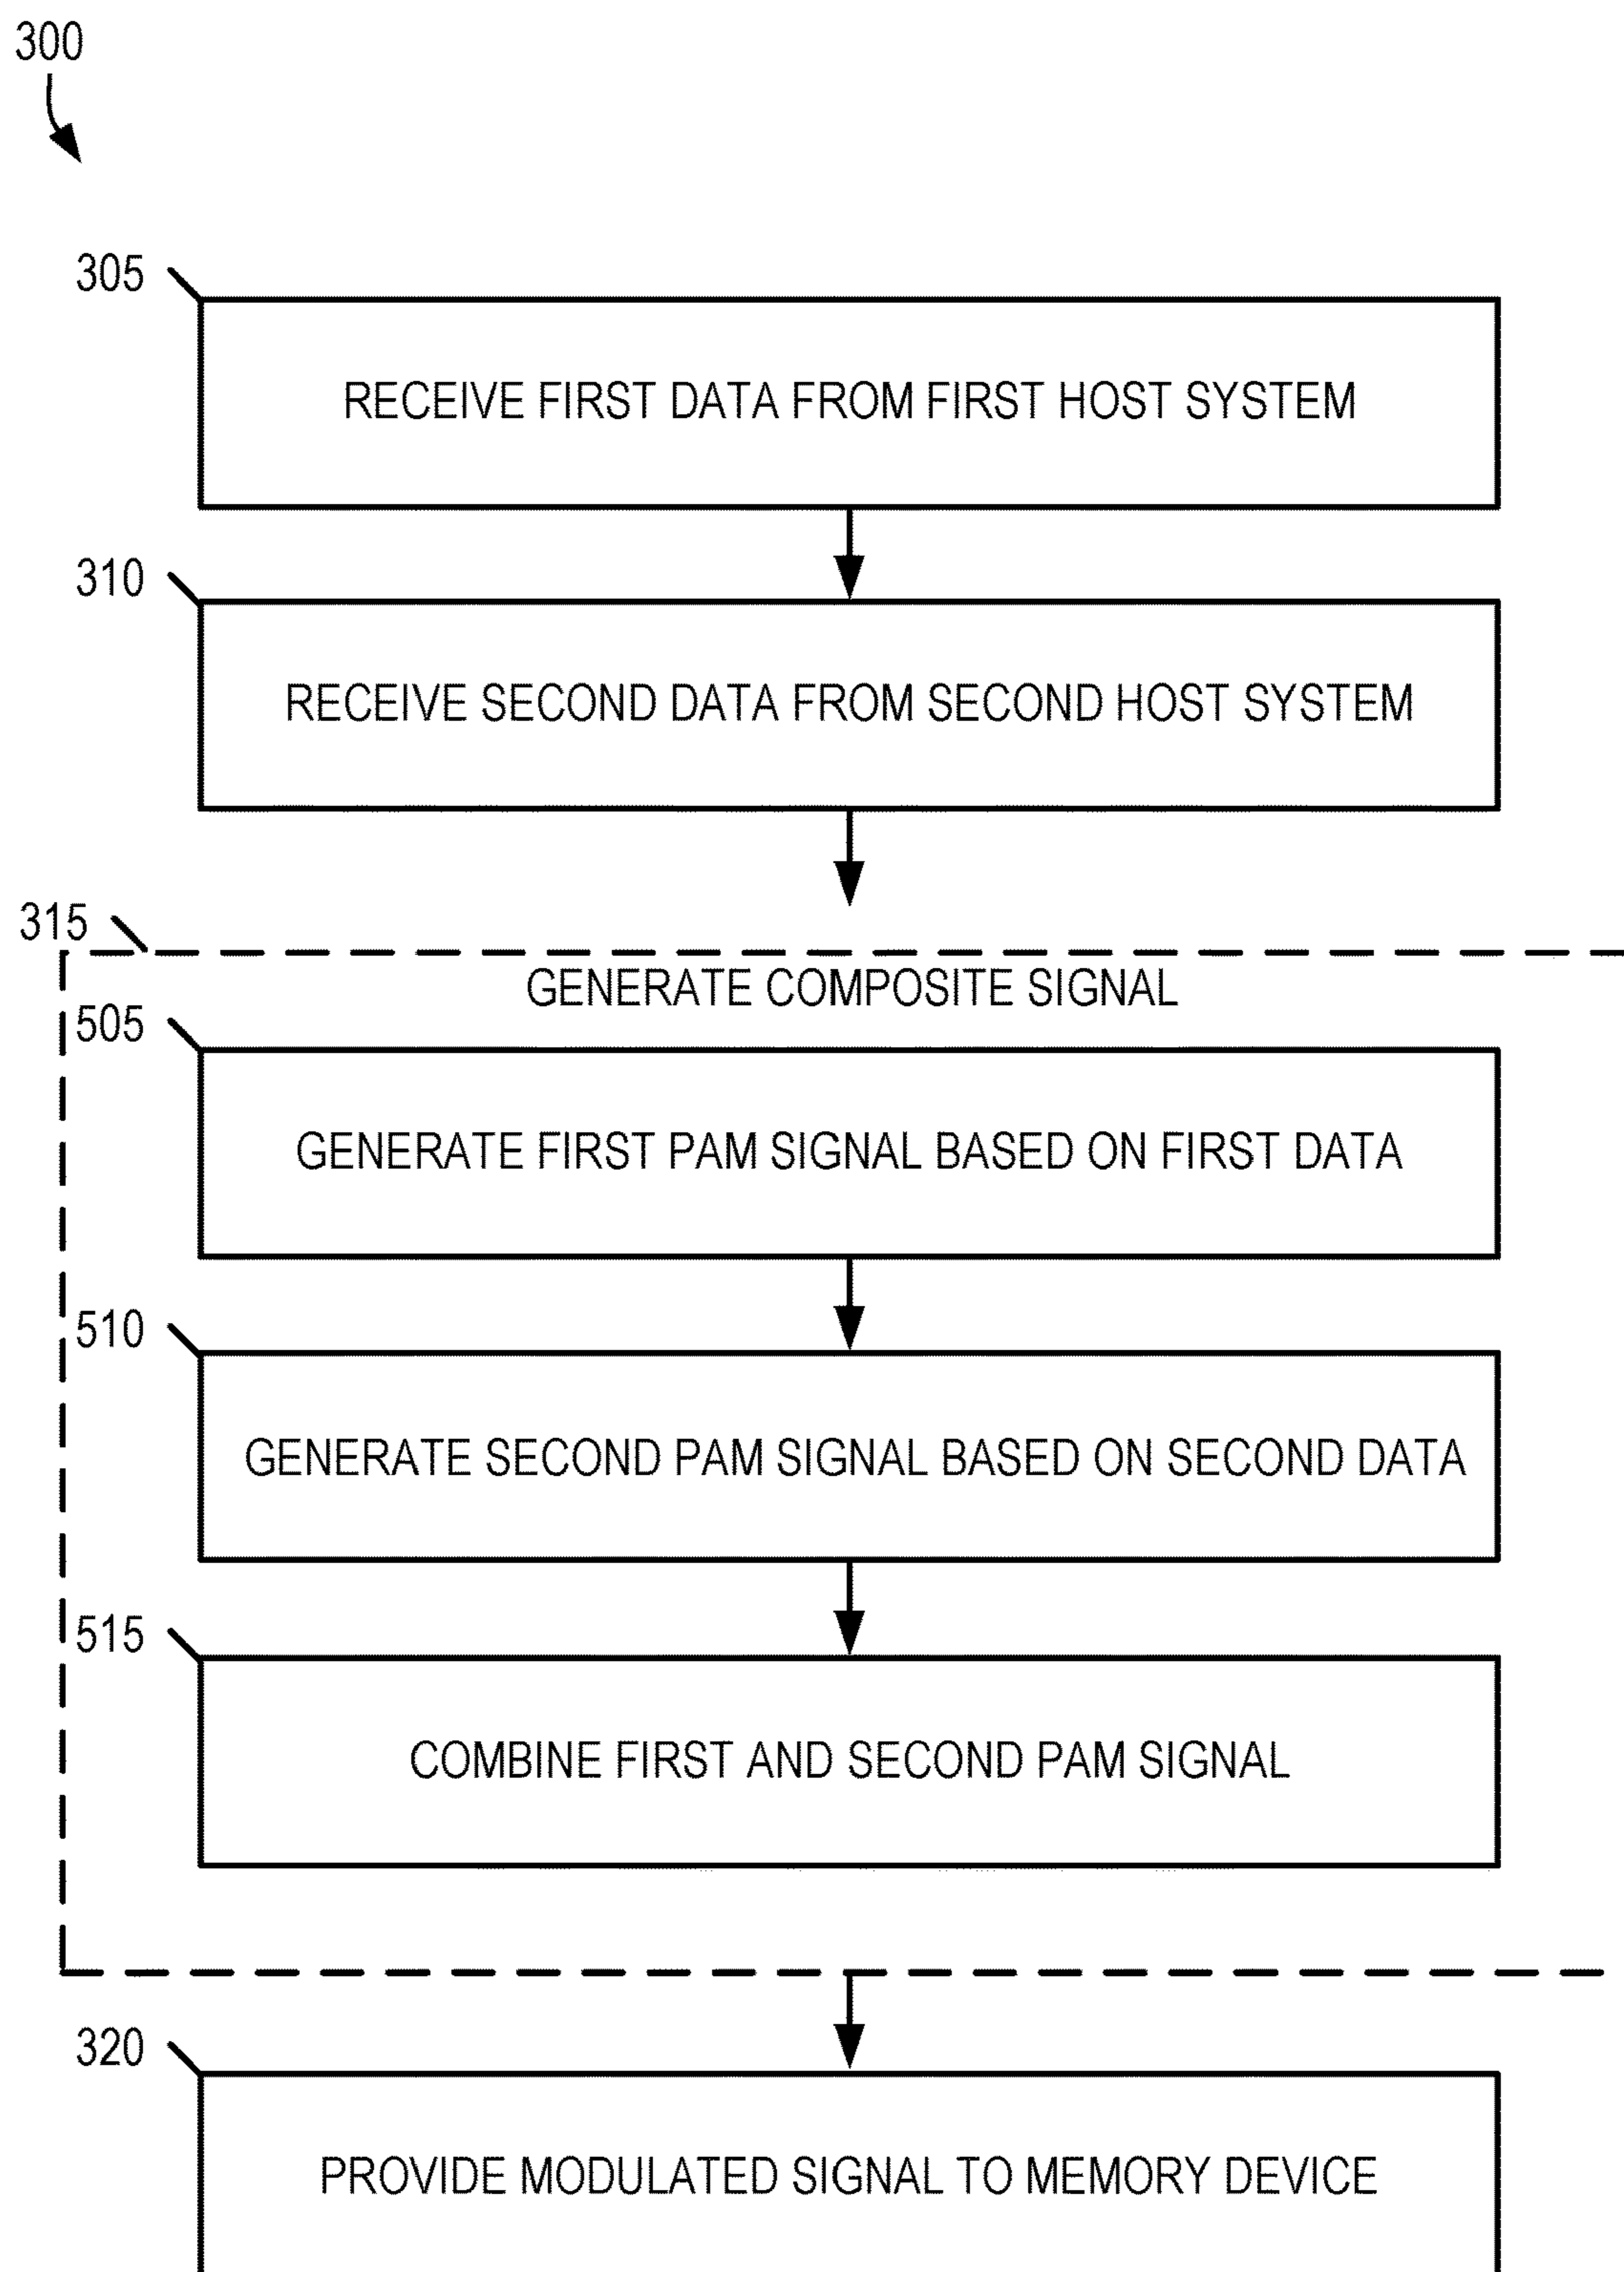 300
305
RECEIVE FIRST DATA FROM FIRST HOST SYSTEM
310
RECEIVE SECOND DATA FROM SECOND HOST SYSTEM
315
GENERATE COMPOSITE SIGNAL
505
GENERATE FIRST PAM SIGNAL BASED ON FIRST DATA
510
GENERATE SECOND PAM SIGNAL BASED ON SECOND DATA
515
COMBINE FIRST AND SECOND PAM SIGNAL
320
PROVIDE MODULATED SIGNAL TO MEMORY DEVICE